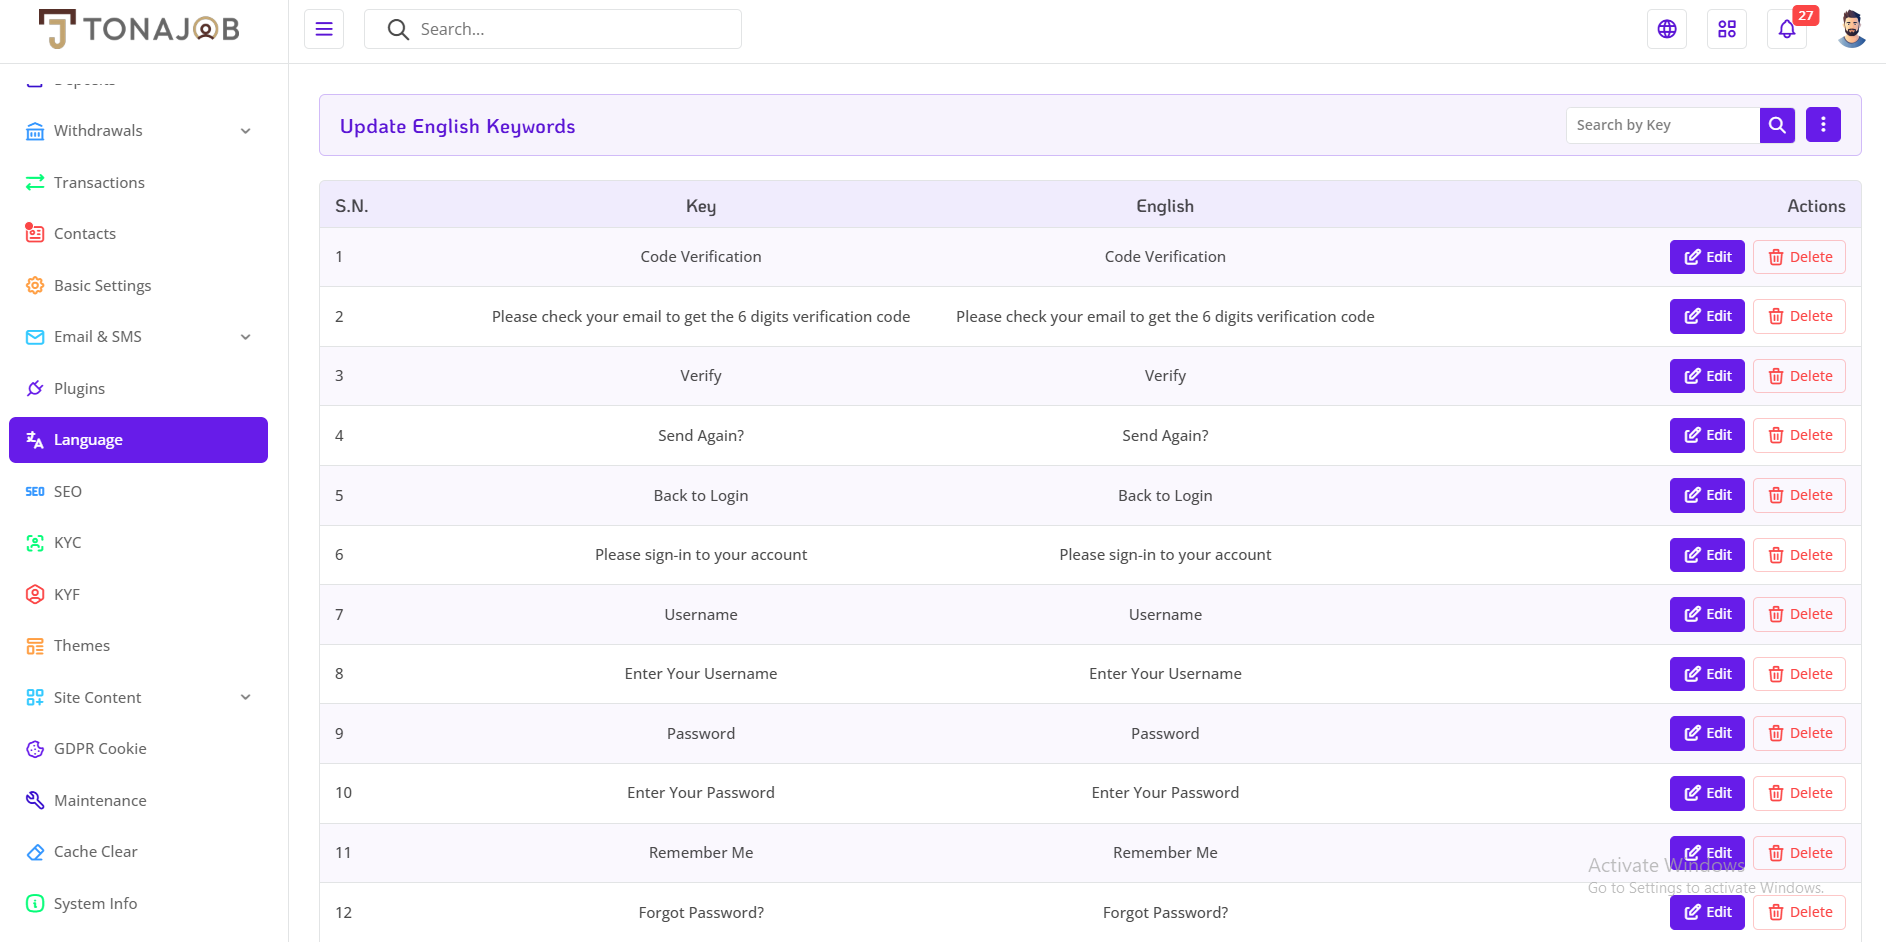 TONAJOB
Search...
27
Deposits
Withdrawals
Transactions
Contacts
Basic Settings
Email & SMS
Plugins
Language
SEO SEO
KYC
KYF
Themes
Site Content
GDPR Cookie
Maintenance
Cache Clear
System Info
Update English Keywords
Search by Key
S.N. Key English Actions
1 Code Verification Code Verification Edit Delete
2 Please check your email to get the 6 digits verification code Please check your email to get the 6 digits verification code Edit Delete
3 Verify Verify Edit Delete
4 Send Again? Send Again? Edit Delete
5 Back to Login Back to Login Edit Delete
6 Please sign-in to your account Please sign-in to your account Edit Delete
7 Username Username Edit Delete
8 Enter Your Username Enter Your Username Edit Delete
9 Password Password Edit Delete
10 Enter Your Password Enter Your Password Edit Delete
11 Remember Me Remember Me Edit Delete
12 Forgot Password? Forgot Password? Edit Delete
Activate Windows
Go to Settings to activate Windows.